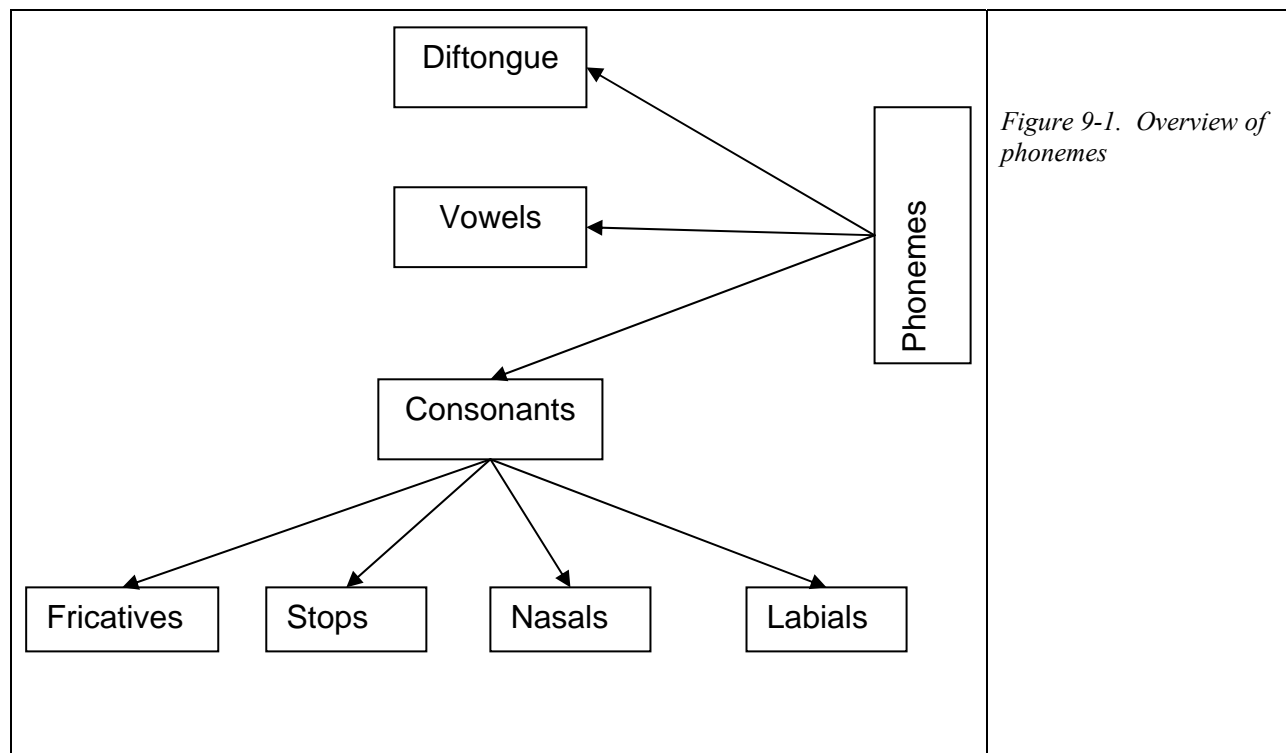 Diftongue
Vowels
Phonemes
Consonants
Fricatives
Stops
Nasals
Labials
Figure 9-1. Overview of
phonemes